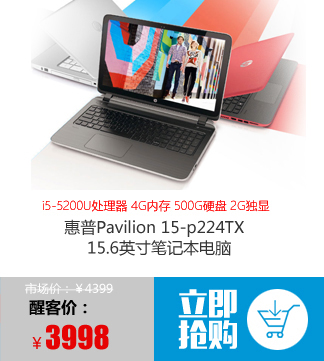 i5-5200U处理器 4G内存 500G硬盘 2G独显
惠普Pavilion 15-p224TX
15.6英寸笔记本电脑
市场价：￥4399
醒客价：
￥3998
立即
抢购